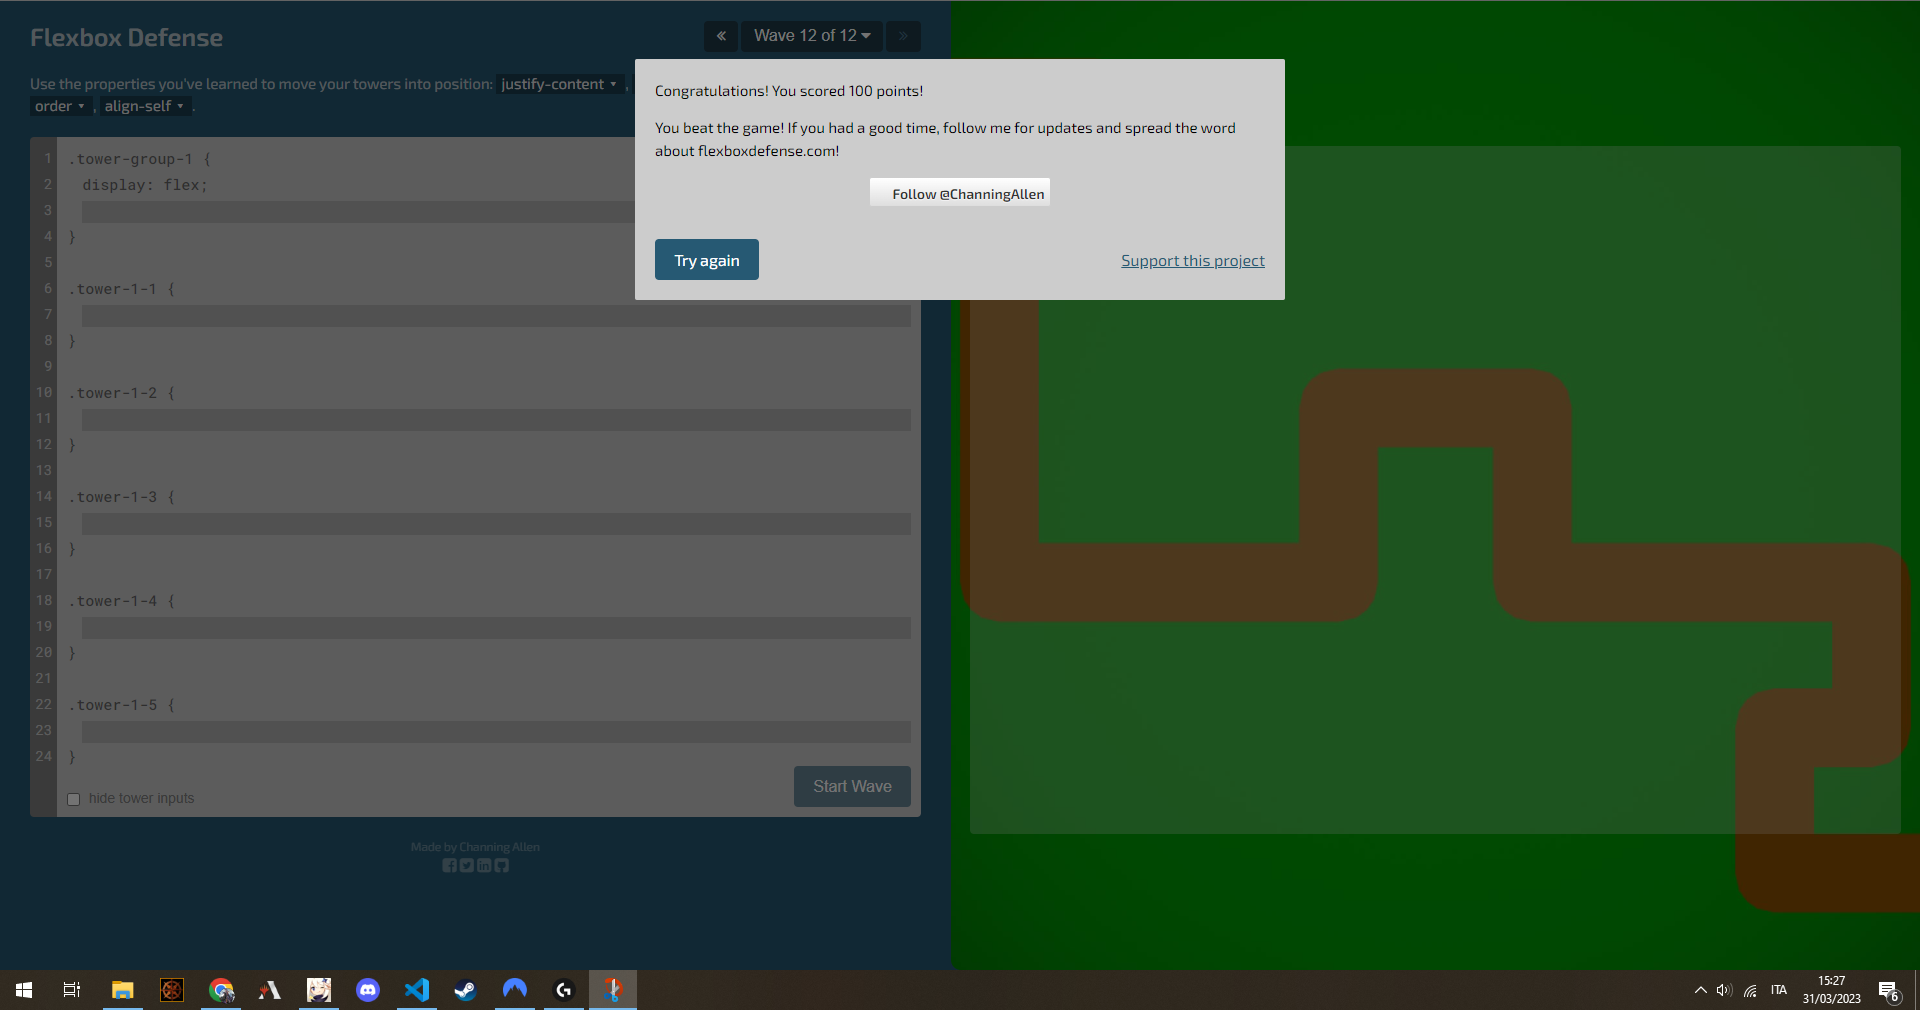 Flexbox Defense
«
Wave 12 of 12
»
Use the properties you've learned to move your towers into position: justify-content ,
order , align-self .
Congratulations! You scored 100 points!
You beat the game! If you had a good time, follow me for updates and spread the word
about flexboxdefense.com!
Follow @ChanningAllen
Try again
Support this project
1 .tower-group-1 {
2 display: flex;
3
4 }
5
6 .tower-1-1 {
7
8 }
9
10 .tower-1-2 {
11
12 }
13
14 .tower-1-3 {
15
16 }
17
18 .tower-1-4 {
19
20 }
21
22 .tower-1-5 {
23
24 }
hide tower inputs
Start Wave
Made by Channing Allen
ITA
15:27
31/03/2023
6